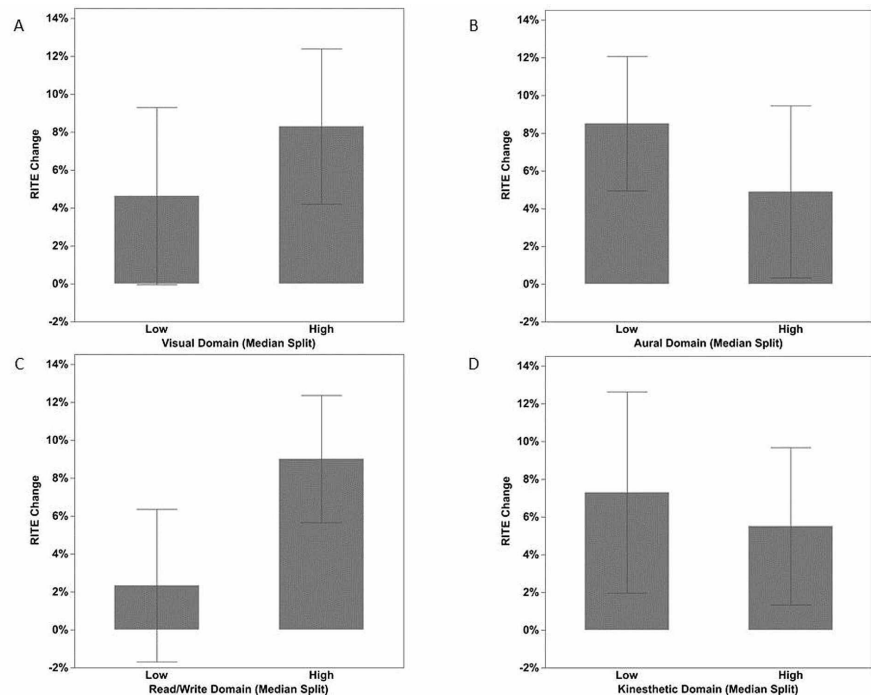 A
14%
12%
10%
8%
6%
4%
2%
0%
-2%
RITE Change
Low High
Visual Domain (Median Split)
B
14%
12%
10%
8%
6%
4%
2%
0%
-2%
RITE Change
Low High
Aural Domain (Median Split)
C
14%
12%
10%
8%
6%
4%
2%
0%
-2%
RITE Change
Low High
Read/Write Domain (Median Split)
D
14%
12%
10%
8%
6%
4%
2%
0%
-2%
RITE Change
Low High
Kinesthetic Domain (Median Split)